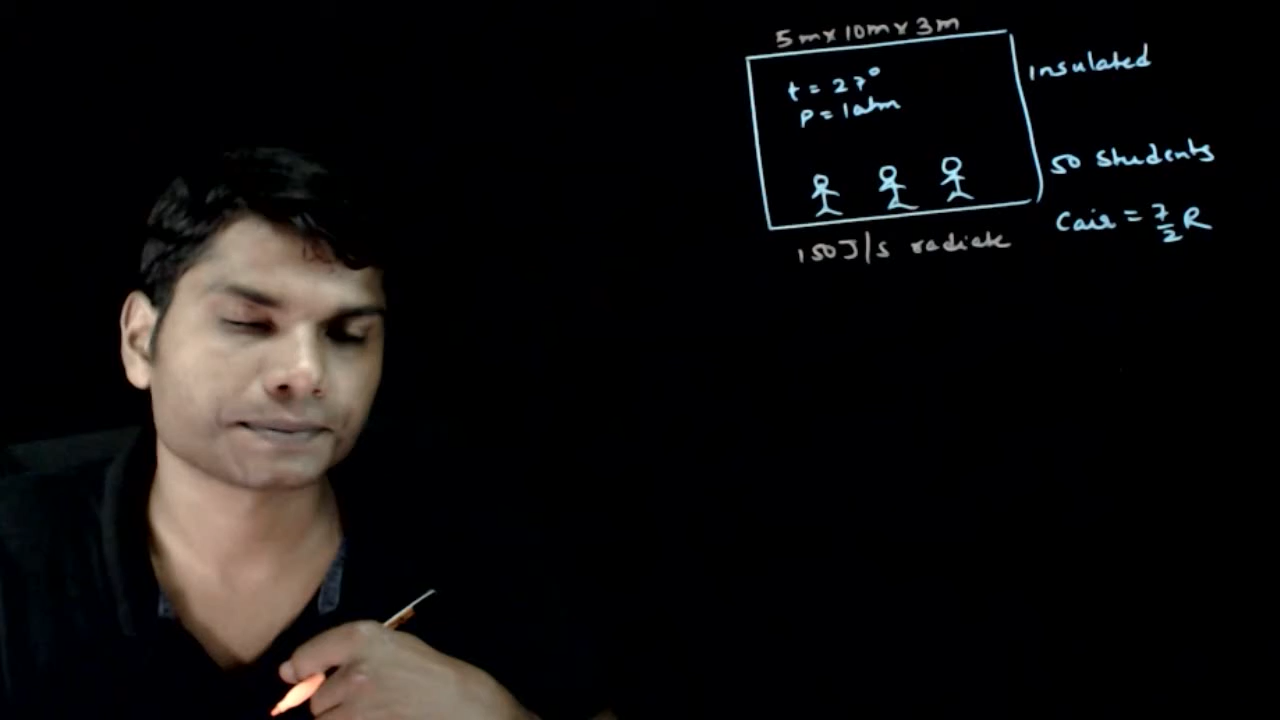 5m x 10m x 3m
t = 27°
P = 1atm
insulated
50 students
Cair = 7/2 R
150J/s radiate